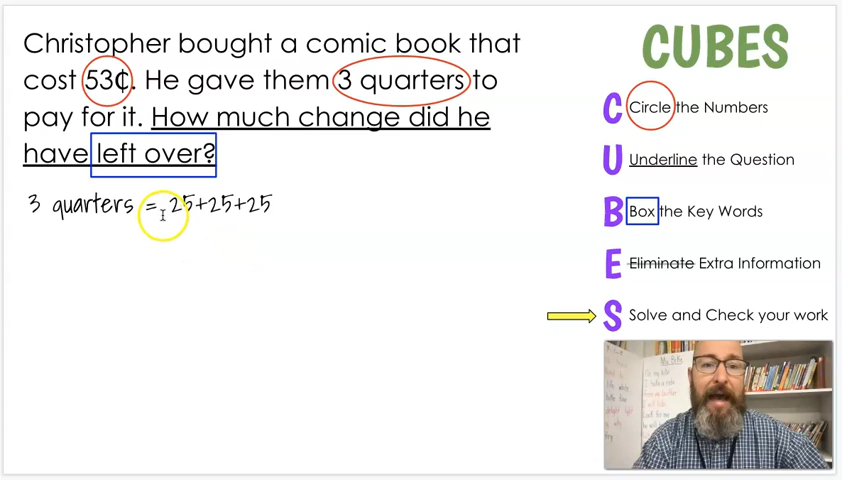 Christopher bought a comic book that
cost 53¢. He gave them 3 quarters to
pay for it. How much change did he
have left over?
3 quarters = 25+25+25
CUBES
C Circle the Numbers
U Underline the Question
B Box the Key Words
E Eliminate Extra Information
S Solve and Check your work